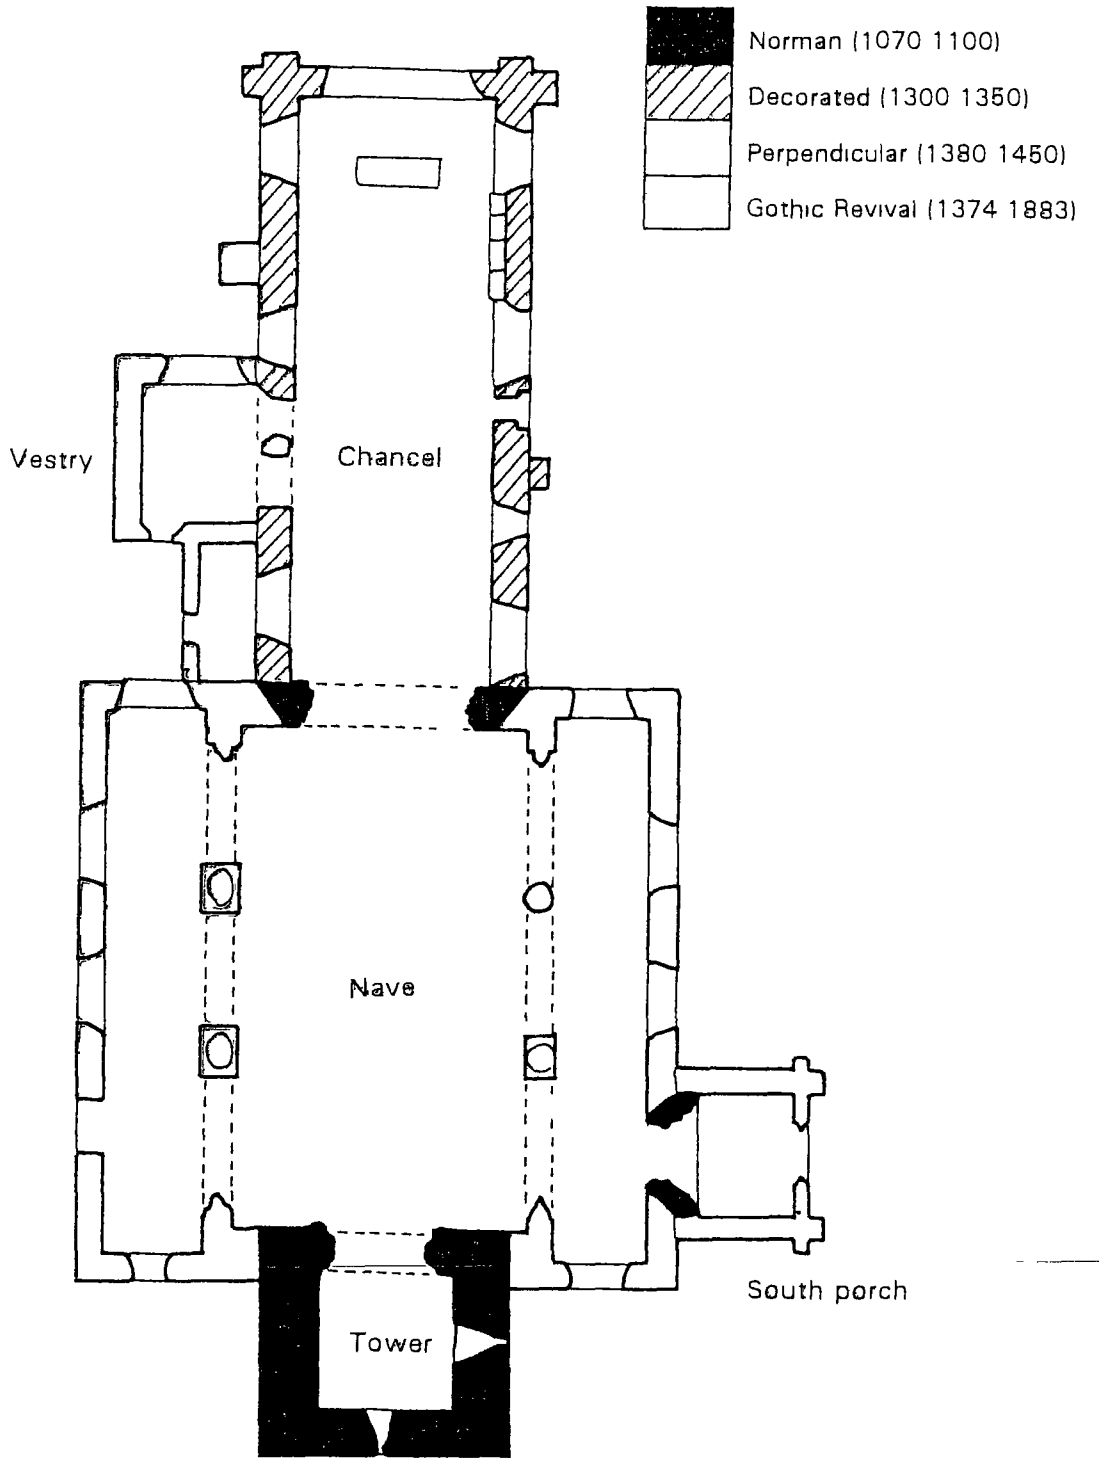 Norman (1070 1100)
Decorated (1300 1350)
Perpendicular (1380 1450)
Gothic Revival (1374 1883)
Vestry
Chancel
Nave
South porch
Tower